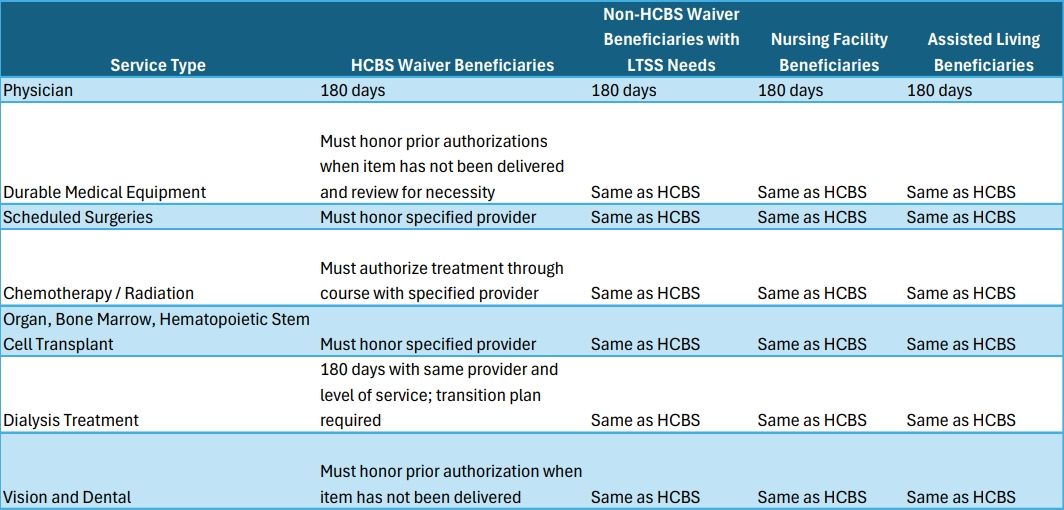 Service Type HCBS Waiver Beneficiaries Non-HCBS Waiver
Beneficiaries with
LTSS Needs Nursing Facility
Beneficiaries Assisted Living
Beneficiaries
Physician 180 days 180 days 180 days 180 days
Durable Medical Equipment Must honor prior authorizations
when item has not been delivered
and review for necessity Same as HCBS Same as HCBS Same as HCBS
Scheduled Surgeries Must honor specified provider Same as HCBS Same as HCBS Same as HCBS
Chemotherapy / Radiation Must authorize treatment through
course with specified provider Same as HCBS Same as HCBS Same as HCBS
Organ, Bone Marrow, Hematopoietic Stem
Cell Transplant Must honor specified provider Same as HCBS Same as HCBS Same as HCBS
Dialysis Treatment 180 days with same provider and
level of service; transition plan
required Same as HCBS Same as HCBS Same as HCBS
Vision and Dental Must honor prior authorization when
item has not been delivered Same as HCBS Same as HCBS Same as HCBS